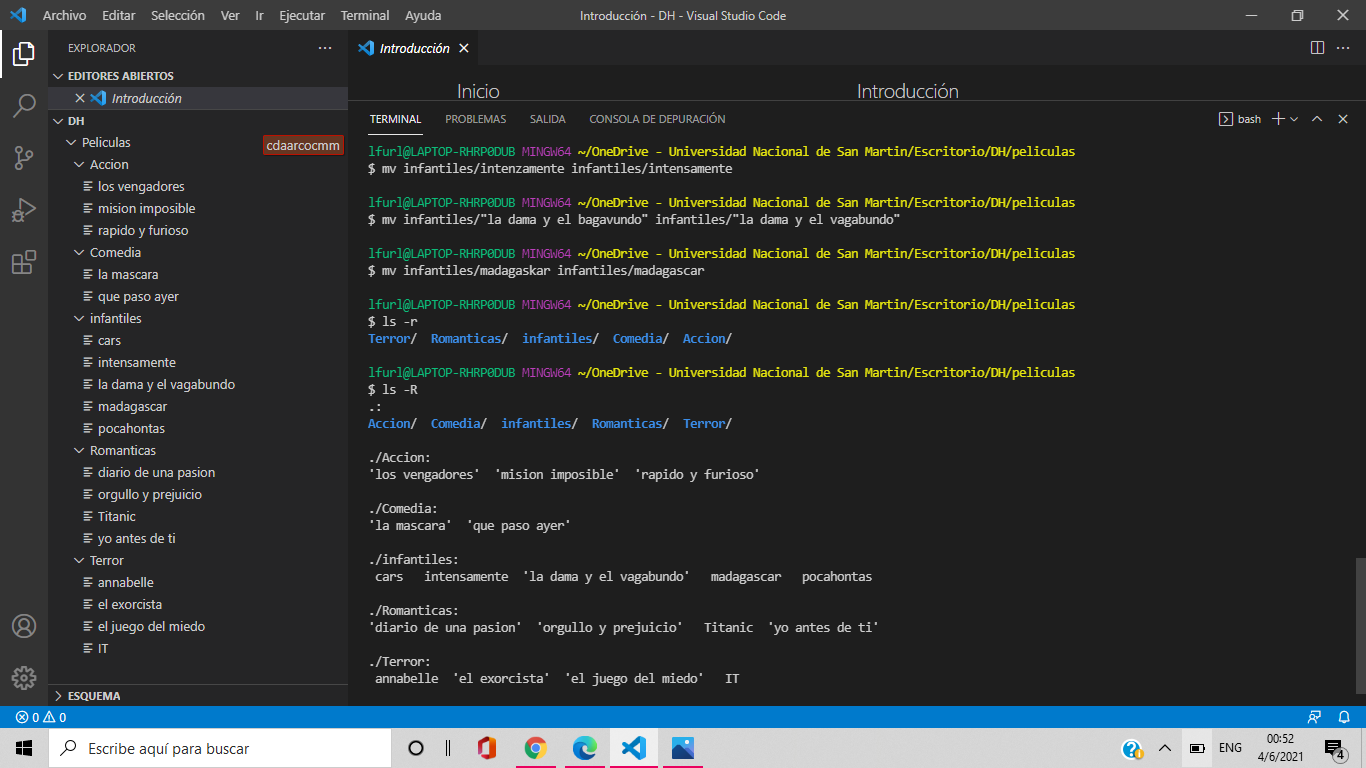 Archivo Editar Selección Ver Ir Ejecutar Terminal Ayuda Introducción - DH - Visual Studio Code
EXPLORADOR
EDITORES ABIERTOS
Introducción
DH
Peliculas cdaarcocmm
Accion
los vengadores
mision imposible
rapido y furioso
Comedia
la mascara
que paso ayer
infantiles
cars
intensamente
la dama y el vagabundo
madagascar
pocahontas
Romanticas
diario de una pasion
orgullo y prejuicio
Titanic
yo antes de ti
Terror
annabelle
el exorcista
el juego del miedo
IT
ESQUEMA
Introducción
Inicio Introducción
TERMINAL PROBLEMAS SALIDA CONSOLA DE DEPURACIÓN bash
lfurl@LAPTOP-RHRP0DUB MINGW64 ~/OneDrive - Universidad Nacional de San Martin/Escritorio/DH/peliculas
$ mv infantiles/intenzamente infantiles/intensamente
lfurl@LAPTOP-RHRP0DUB MINGW64 ~/OneDrive - Universidad Nacional de San Martin/Escritorio/DH/peliculas
$ mv infantiles/"la dama y el bagavundo" infantiles/"la dama y el vagabundo"
lfurl@LAPTOP-RHRP0DUB MINGW64 ~/OneDrive - Universidad Nacional de San Martin/Escritorio/DH/peliculas
$ mv infantiles/madagaskar infantiles/madagascar
lfurl@LAPTOP-RHRP0DUB MINGW64 ~/OneDrive - Universidad Nacional de San Martin/Escritorio/DH/peliculas
$ ls -r
Terror/ Romanticas/ infantiles/ Comedia/ Accion/
lfurl@LAPTOP-RHRP0DUB MINGW64 ~/OneDrive - Universidad Nacional de San Martin/Escritorio/DH/peliculas
$ ls -R
.:
Accion/ Comedia/ infantiles/ Romanticas/ Terror/
./Accion:
'los vengadores' 'mision imposible' 'rapido y furioso'
./Comedia:
'la mascara' 'que paso ayer'
./infantiles:
cars intensamente 'la dama y el vagabundo' madagascar pocahontas
./Romanticas:
'diario de una pasion' 'orgullo y prejuicio' Titanic 'yo antes de ti'
./Terror:
annabelle 'el exorcista' 'el juego del miedo' IT
0 0
Escribe aquí para buscar
ENG
00:52
4/6/2021
4